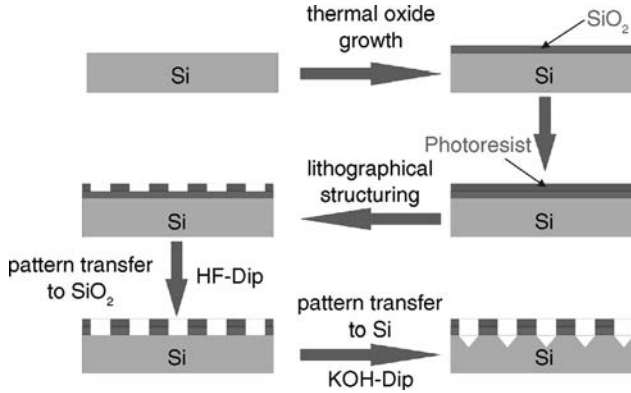 thermal oxide
growth
SiO2
Si
Si
Photoresist
lithographical
structuring
Si
Si
pattern transfer
to SiO2
HF-Dip
pattern transfer
to Si
KOH-Dip
Si
Si